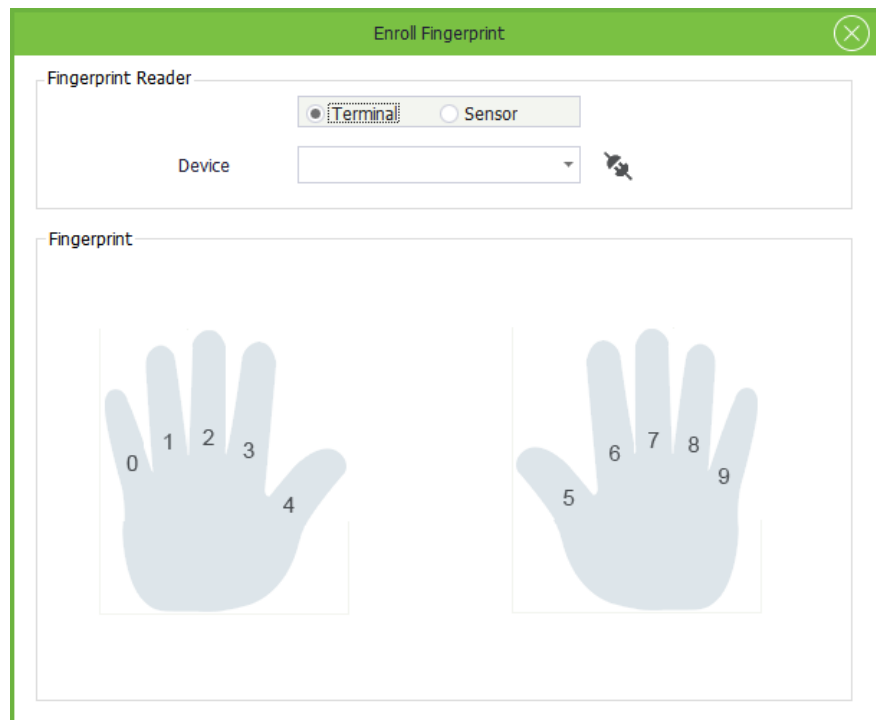 Enroll Fingerprint
Fingerprint Reader
Terminal Sensor
Device
Fingerprint
0 1 2 3 4 5 6 7 8 9